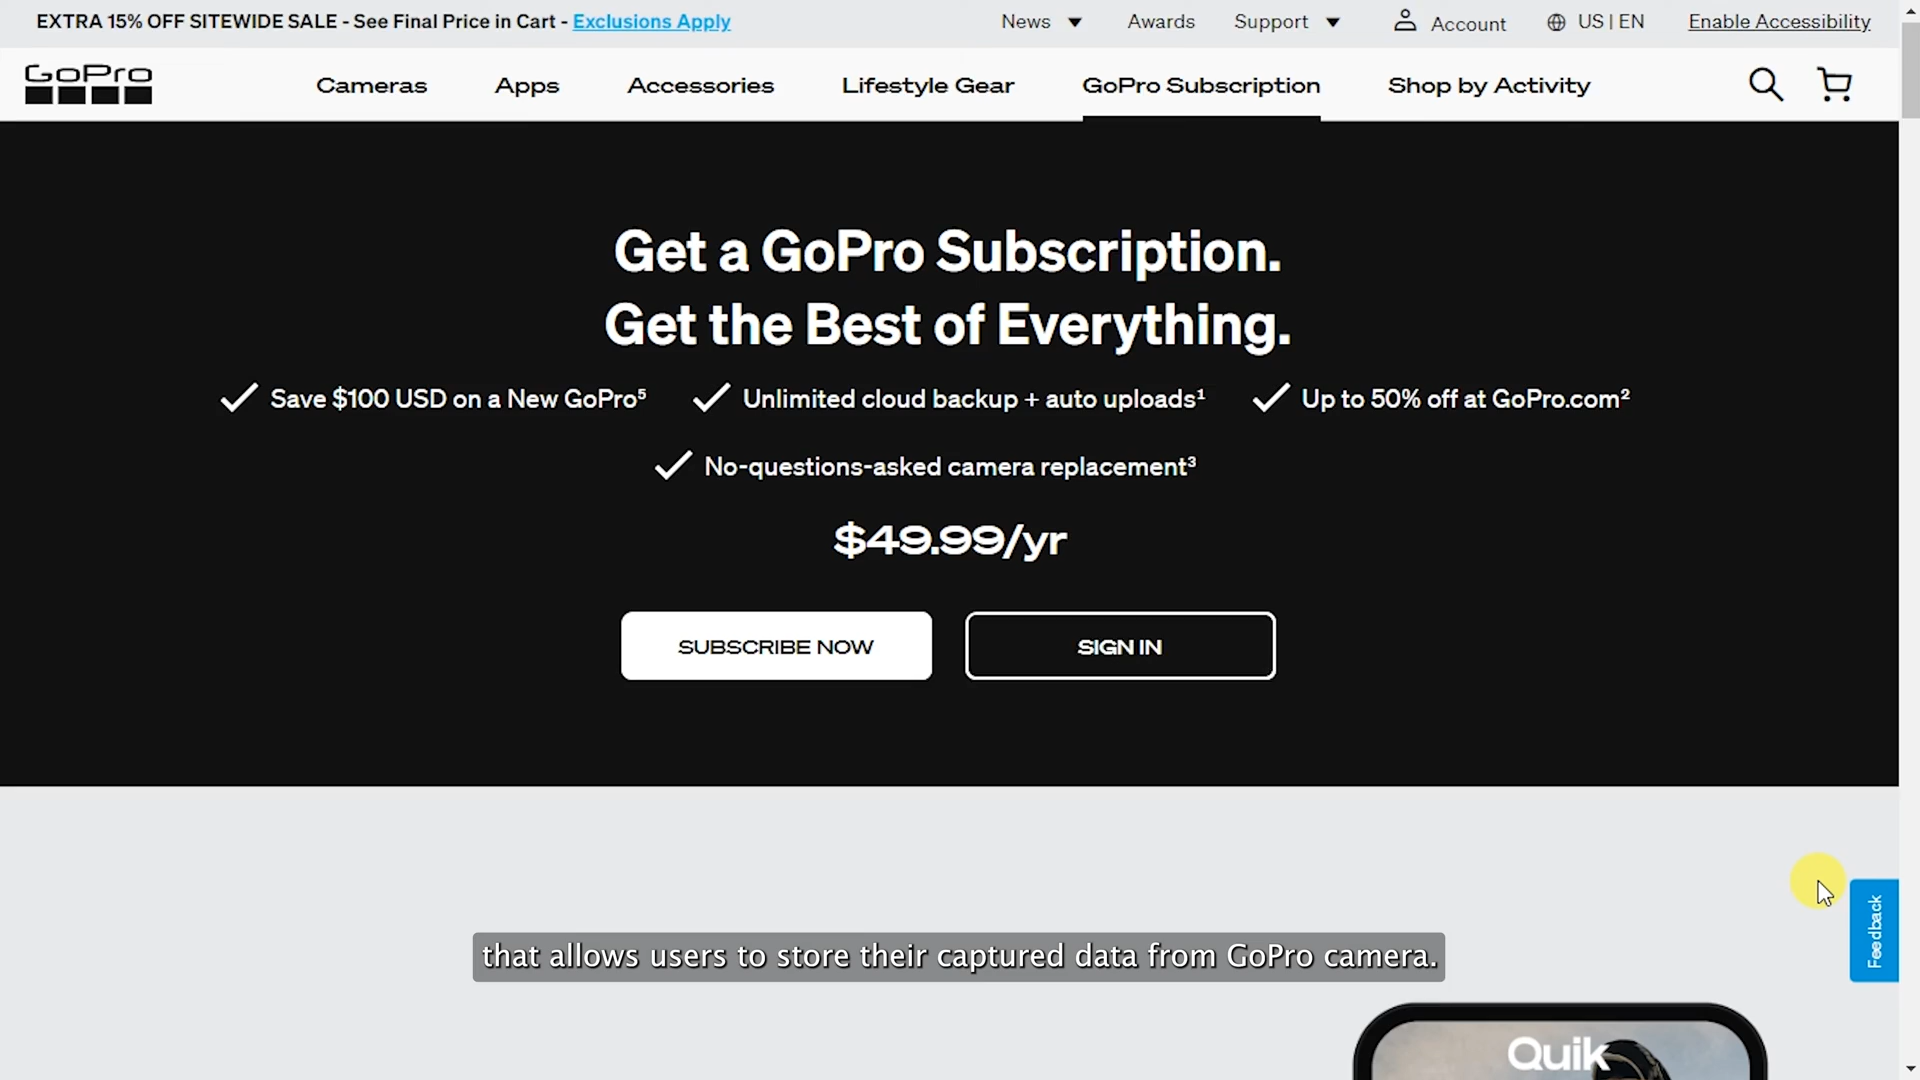 EXTRA 15% OFF SITEWIDE SALE - See Final Price in Cart - Exclusions Apply
News Awards Support Account US | EN Enable Accessibility
GoPro Cameras Apps Accessories Lifestyle Gear GoPro Subscription Shop by Activity
Get a GoPro Subscription.
Get the Best of Everything.
Save $100 USD on a New GoPro⁵ Unlimited cloud backup + auto uploads¹ Up to 50% off at GoPro.com²
No-questions-asked camera replacement³
$49.99/yr
SUBSCRIBE NOW SIGN IN
Feedback
that allows users to store their captured data from GoPro camera.
Quik